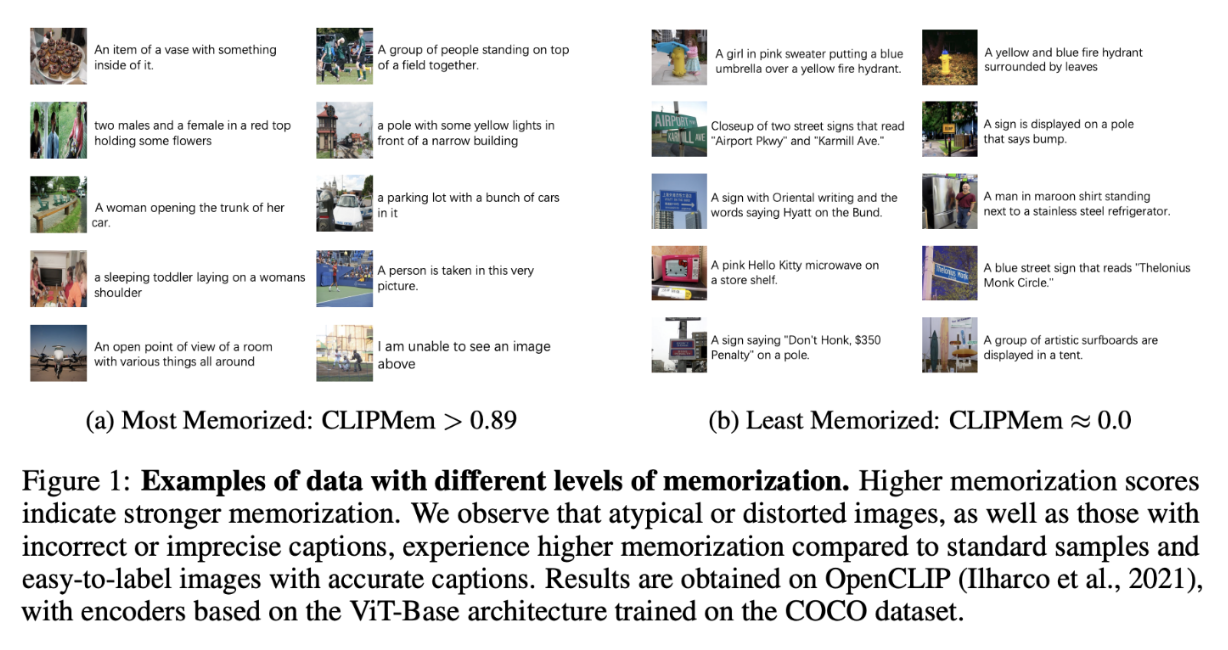 An item of a vase with something
inside of it.
A group of people standing on top
of a field together.
two males and a female in a red top
holding some flowers
a pole with some yellow lights in
front of a narrow building
A woman opening the trunk of her
car.
a parking lot with a bunch of cars
in it
a sleeping toddler laying on a womans
shoulder
A person is taken in this very
picture.
An open point of view of a room
with various things all around
I am unable to see an image
above
(a) Most Memorized: CLIPMem > 0.89
A girl in pink sweater putting a blue
umbrella over a yellow fire hydrant.
A yellow and blue fire hydrant
surrounded by leaves
AIRPORT
KARMILL AVE
Closeup of two street signs that read
"Airport Pkwy" and "Karmill Ave."
A sign is displayed on a pole
that says bump.
A sign with Oriental writing and the
words saying Hyatt on the Bund.
A man in maroon shirt standing
next to a stainless steel refrigerator.
A pink Hello Kitty microwave on
a store shelf.
Thelonius Monk
A blue street sign that reads "Thelonius
Monk Circle."
A sign saying "Don't Honk, $350
Penalty" on a pole.
A group of artistic surfboards are
displayed in a tent.
(b) Least Memorized: CLIPMem ≈ 0.0
Figure 1: Examples of data with different levels of memorization. Higher memorization scores
indicate stronger memorization. We observe that atypical or distorted images, as well as those with
incorrect or imprecise captions, experience higher memorization compared to standard samples and
easy-to-label images with accurate captions. Results are obtained on OpenCLIP (Ilharco et al., 2021),
with encoders based on the ViT-Base architecture trained on the COCO dataset.